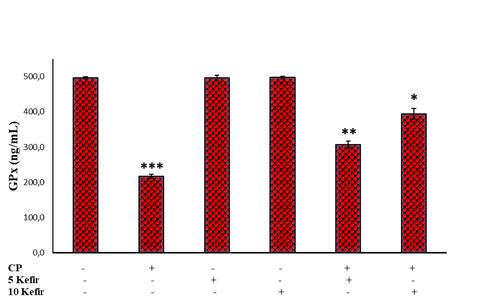 500,0
400,0
300,0
200,0
100,0
0,0
GPx (ng/mL)
***
**
*
CP - + - - + +
5 Kefir - - + - + -
10 Kefir - - - + - +